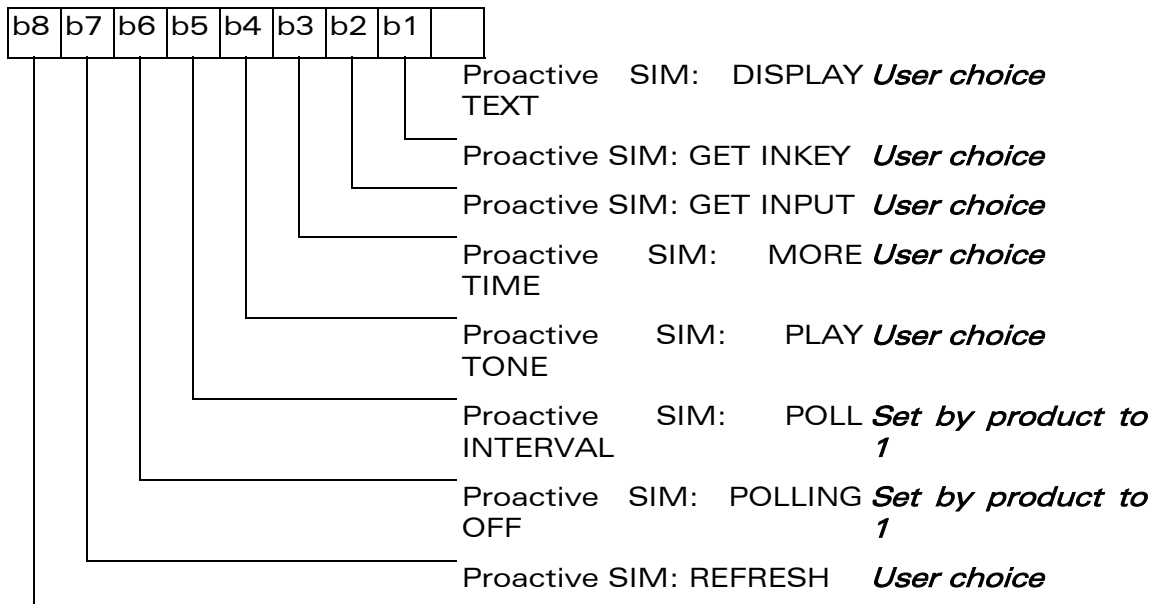 b8 b7 b6 b5 b4 b3 b2 b1
Proactive SIM: DISPLAY User choice
TEXT
Proactive SIM: GET INKEY User choice
Proactive SIM: GET INPUT User choice
Proactive SIM: MORE User choice
TIME
Proactive SIM: PLAY User choice
TONE
Proactive SIM: POLL Set by product to
INTERVAL 1
Proactive SIM: POLLING Set by product to
OFF 1
Proactive SIM: REFRESH User choice